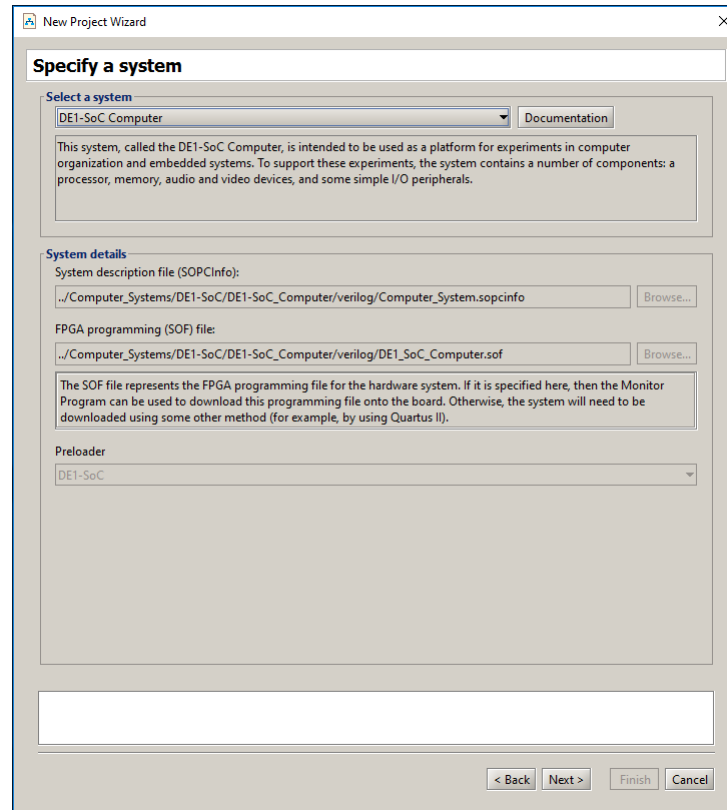 New Project Wizard
Specify a system
Select a system
DE1-SoC Computer
Documentation
This system, called the DE1-SoC Computer, is intended to be used as a platform for experiments in computer
organization and embedded systems. To support these experiments, the system contains a number of components: a
processor, memory, audio and video devices, and some simple I/O peripherals.
System details
System description file (SOPCInfo):
../Computer_Systems/DE1-SoC/DE1-SoC_Computer/verilog/Computer_System.sopcinfo
Browse...
FPGA programming (SOF) file:
../Computer_Systems/DE1-SoC/DE1-SoC_Computer/verilog/DE1_SoC_Computer.sof
Browse...
The SOF file represents the FPGA programming file for the hardware system. If it is specified here, then the Monitor
Program can be used to download this programming file onto the board. Otherwise, the system will need to be
downloaded using some other method (for example, by using Quartus II).
Preloader
DE1-SoC
< Back
Next >
Finish
Cancel